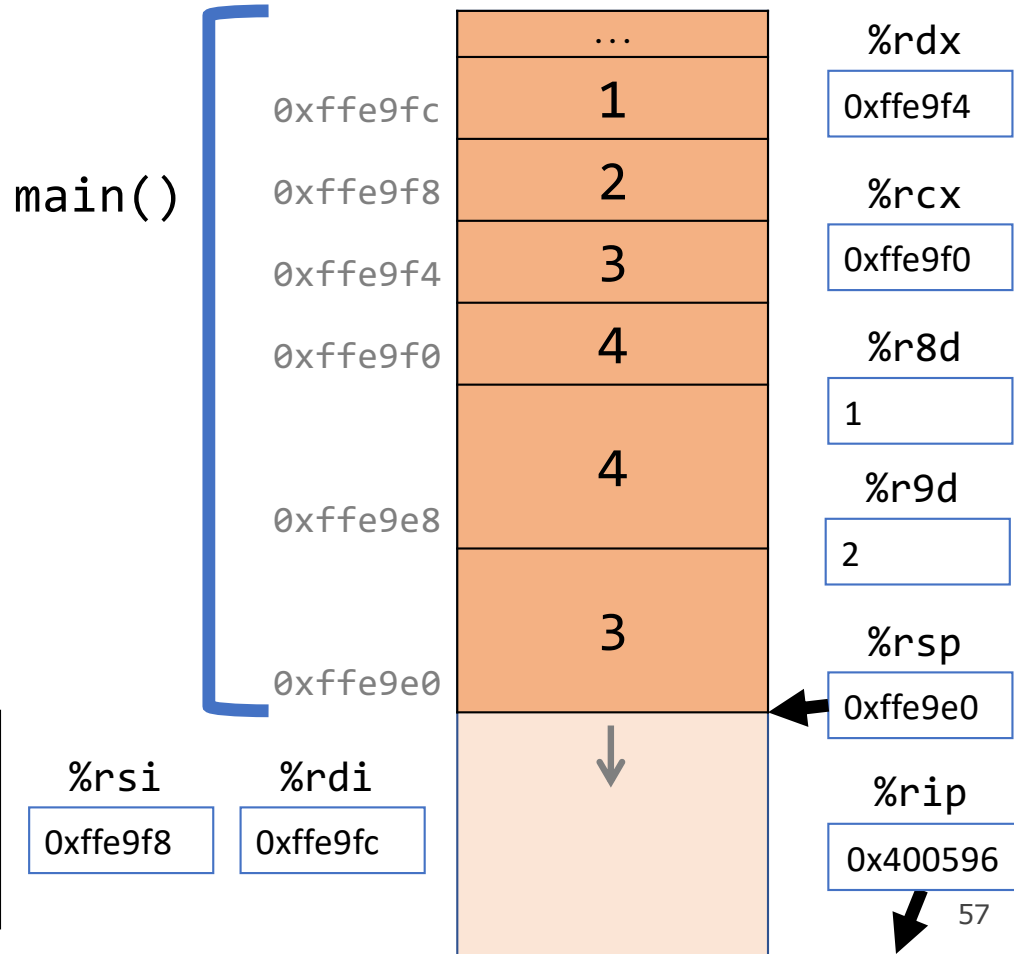 main()
0xffe9fc
0xffe9f8
0xffe9f4
0xffe9f0
0xffe9e8
0xffe9e0
...
1
2
3
4
4
3
%rdx
0xffe9f4
%rcx
0xffe9f0
%r8d
1
%r9d
2
%rsp
0xffe9e0
%rsi
0xffe9f8
%rdi
0xffe9fc
%rip
0x400596
57